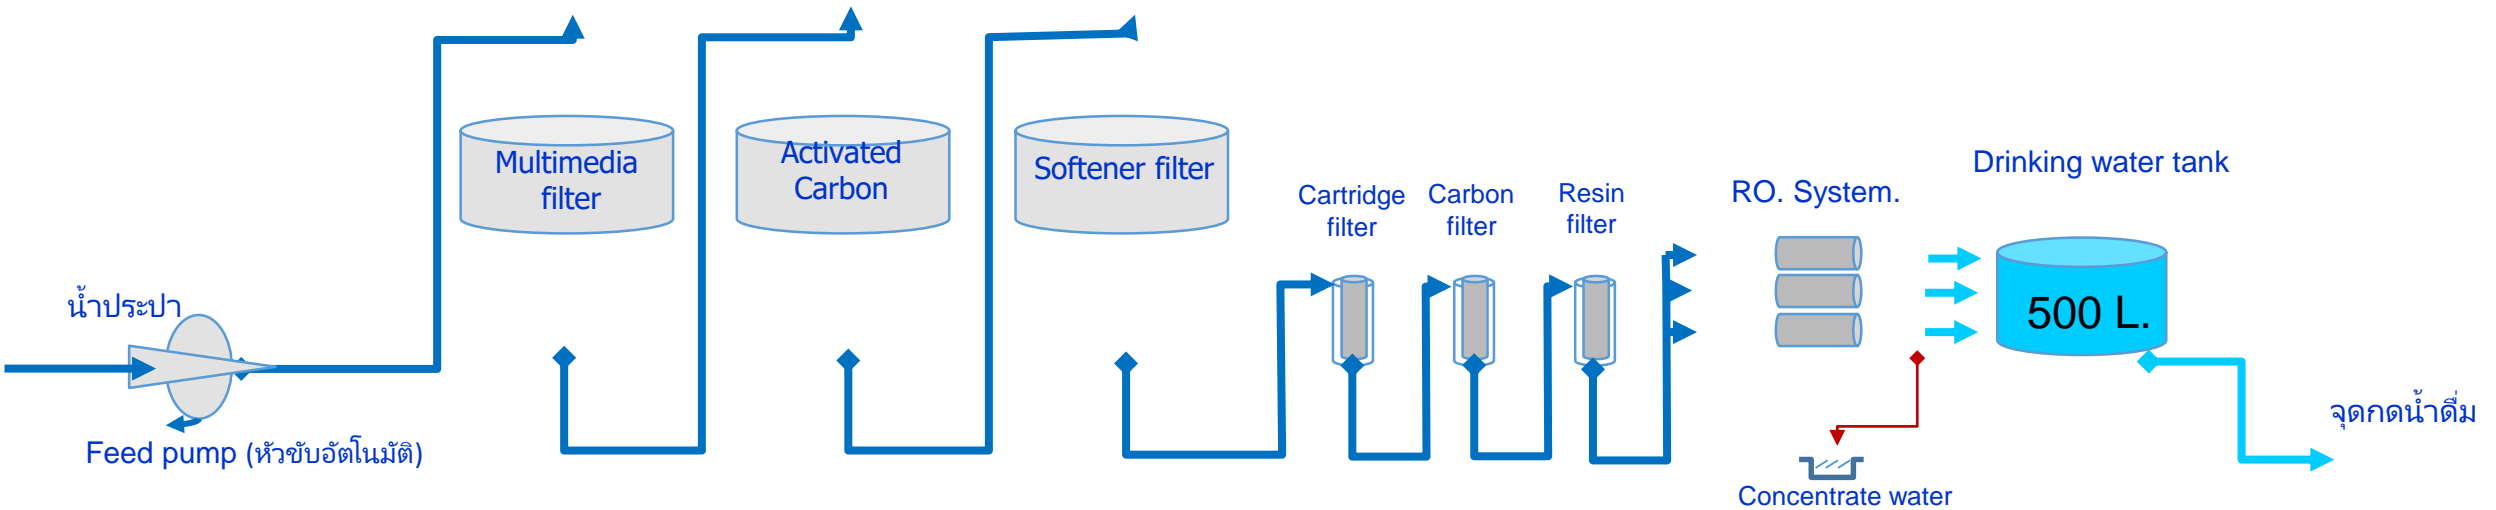 น้ำประปา
Feed pump (หัวขับอัตโนมัติ)
Multimedia
filter
Activated
Carbon
Softener filter
Cartridge
filter
Carbon
filter
Resin
filter
RO. System.
Concentrate water
Drinking water tank
500 L.
จุดกดน้ำดื่ม